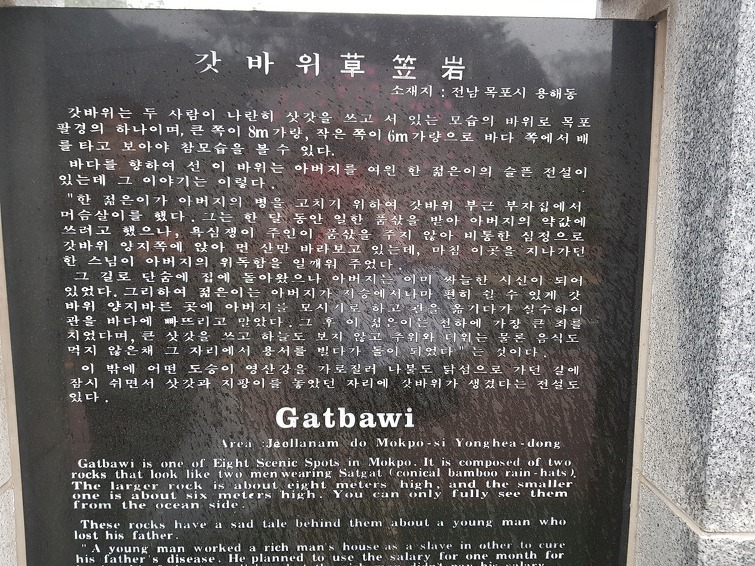 갓바위草笠岩
소재지 : 전남 목포시 용해동
갓바위는 두 사람이 나란히 삿갓을 쓰고 서 있는 모습의 바위로 목포
팔경의 하나이며, 큰 쪽이 8m가량, 작은 쪽이 6m가량으로 바다 쪽에서 배
를 타고 보아야 참모습을 볼 수 있다.
바다를 향하여 선 이 바위는 아버지를 여윈 한 젊은이의 슬픈 전설이
있는데 그 이야기는 이렇다.
"한 젊은이가 아버지의 병을 고치기 위하여 갓바위 부근 부자집에서
머슴살이를 했다. 그는 한 달 동안 일한 품삯을 받아 아버지의 약값에
쓰려고 했으나, 욕심쟁이 주인이 품삯을 주지 않아 비통한 심정으로
갓바위 양지쪽에 앉아 먼 산만 바라보고 있는데, 마침 이곳을 지나가던
한 스님이 아버지의 위독함을 일깨워 주었다.
그 길로 단숨에 집에 돌아왔으나 아버지는 이미 싸늘한 시신이 되어
있었다. 그리하여 젊은이는 아버지가 저승에서나마 편히 쉴 수 있게 갓
바위 양지바른 곳에 아버지를 모시기로 하고 관을 옮기다가 실수하여
관을 바다에 빠뜨리고 말았다. 그 후 이 젊은이는 천하에 가장 큰 죄를
지었다며, 큰 삿갓을 쓰고 하늘도 보지 않고 추위와 더위는 물론 음식도
먹지 않은채 그 자리에서 용서를 빌다가 돌이 되었다" 는 것이다.
이 밖에 어떤 도승이 영산강을 가로질러 나불도 닭섬으로 가던 길에
잠시 쉬면서 삿갓과 지팡이를 놓았던 자리에 갓바위가 생겼다는 전설도
있다.
Gatbawi
Area :Jeollanam do Mokpo-si Yonghea-dong
Gatbawi is one of Eight Scenic Spots in Mokpo. It is composed of two
rocks that look like two men wearing Satgat (conical bamboo rain-hats).
The larger rock is about eight meters high, and the smaller
one is about six meters high. You can only fully see them
from the ocean side.
These rocks have a sad tale behind them about a young man who
lost his father.
"A young man worked a rich man's house as a slave in other to cure
his father's disease. He planned to use the salary for one month for